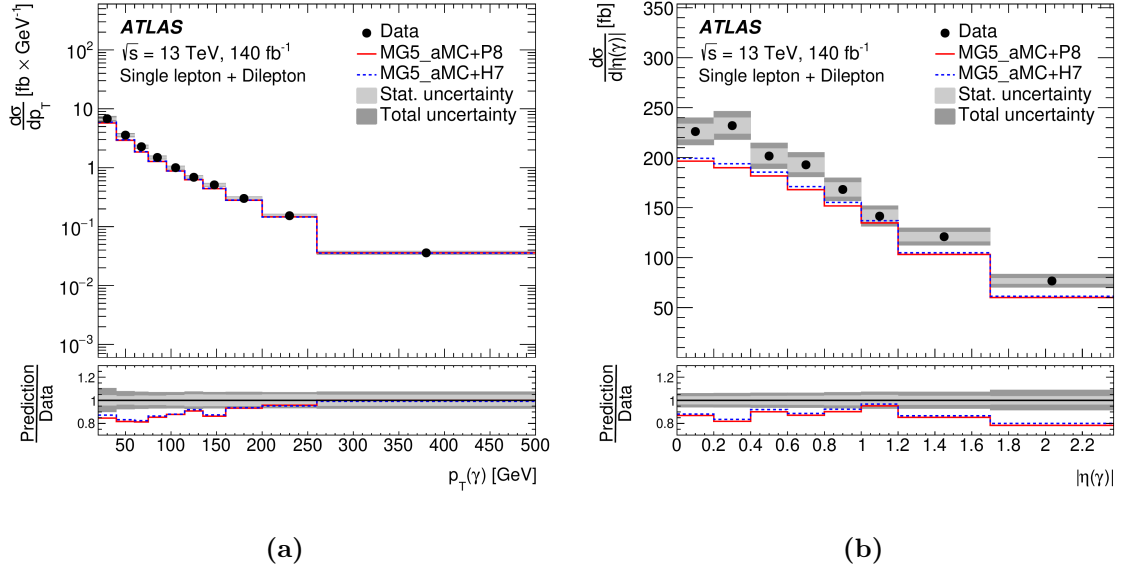 dσ/dp_T [fb × GeV⁻¹]
ATLAS
√s = 13 TeV, 140 fb⁻¹
Single lepton + Dilepton
Data
MG5_aMC+P8
MG5_aMC+H7
Stat. uncertainty
Total uncertainty
10²
10
1
10⁻¹
10⁻²
10⁻³
Prediction/Data
1.2
1
0.8
50 100 150 200 250 300 350 400 450 500
p_T(γ) [GeV]
(a)
dσ/d|η(γ)| [fb]
ATLAS
√s = 13 TeV, 140 fb⁻¹
Single lepton + Dilepton
Data
MG5_aMC+P8
MG5_aMC+H7
Stat. uncertainty
Total uncertainty
350
300
250
200
150
100
50
Prediction/Data
1.2
1
0.8
0 0.2 0.4 0.6 0.8 1 1.2 1.4 1.6 1.8 2 2.2
|η(γ)|
(b)